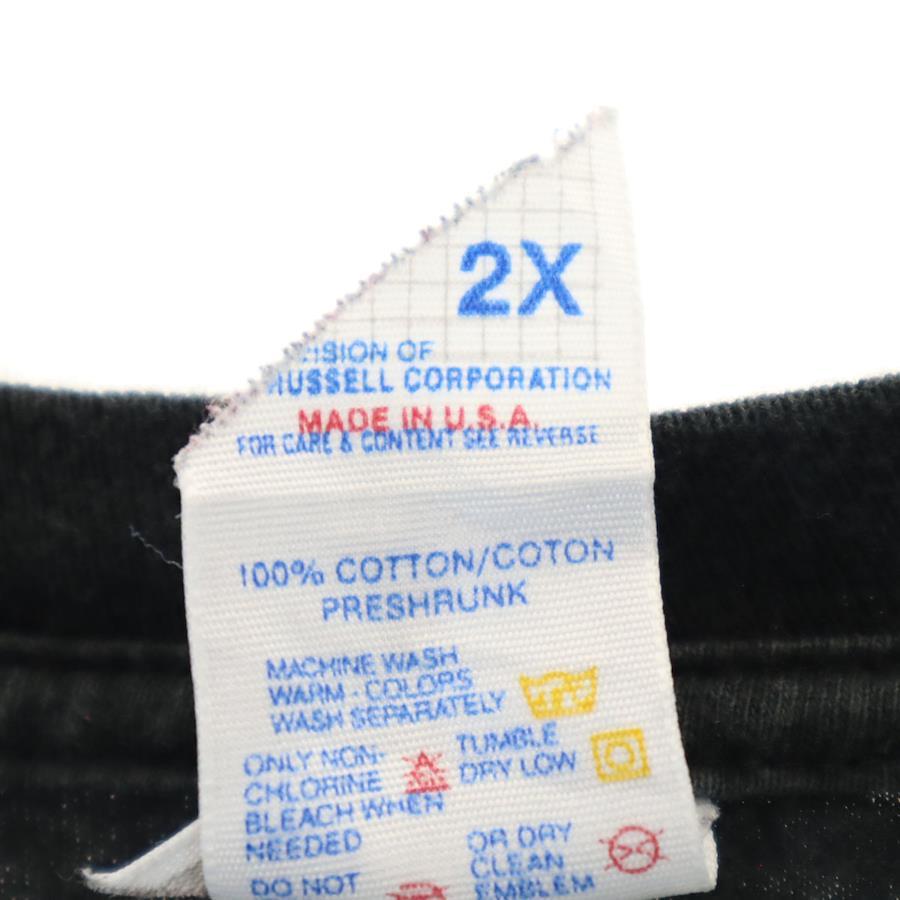 2X
ISION OF
RUSSELL CORPORATION
MADE IN U.S.A.
FOR CARE & CONTENT SEE REVERSE
100% COTTON/COTON
PRESHRUNK
MACHINE WASH
WARM - COLORS
WASH SEPARATELY
ONLY NON-
CHLORINE
BLEACH WHEN
NEEDED
TUMBLE
DRY LOW
DO NOT
OR DRY
CLEAN
EMBLEM